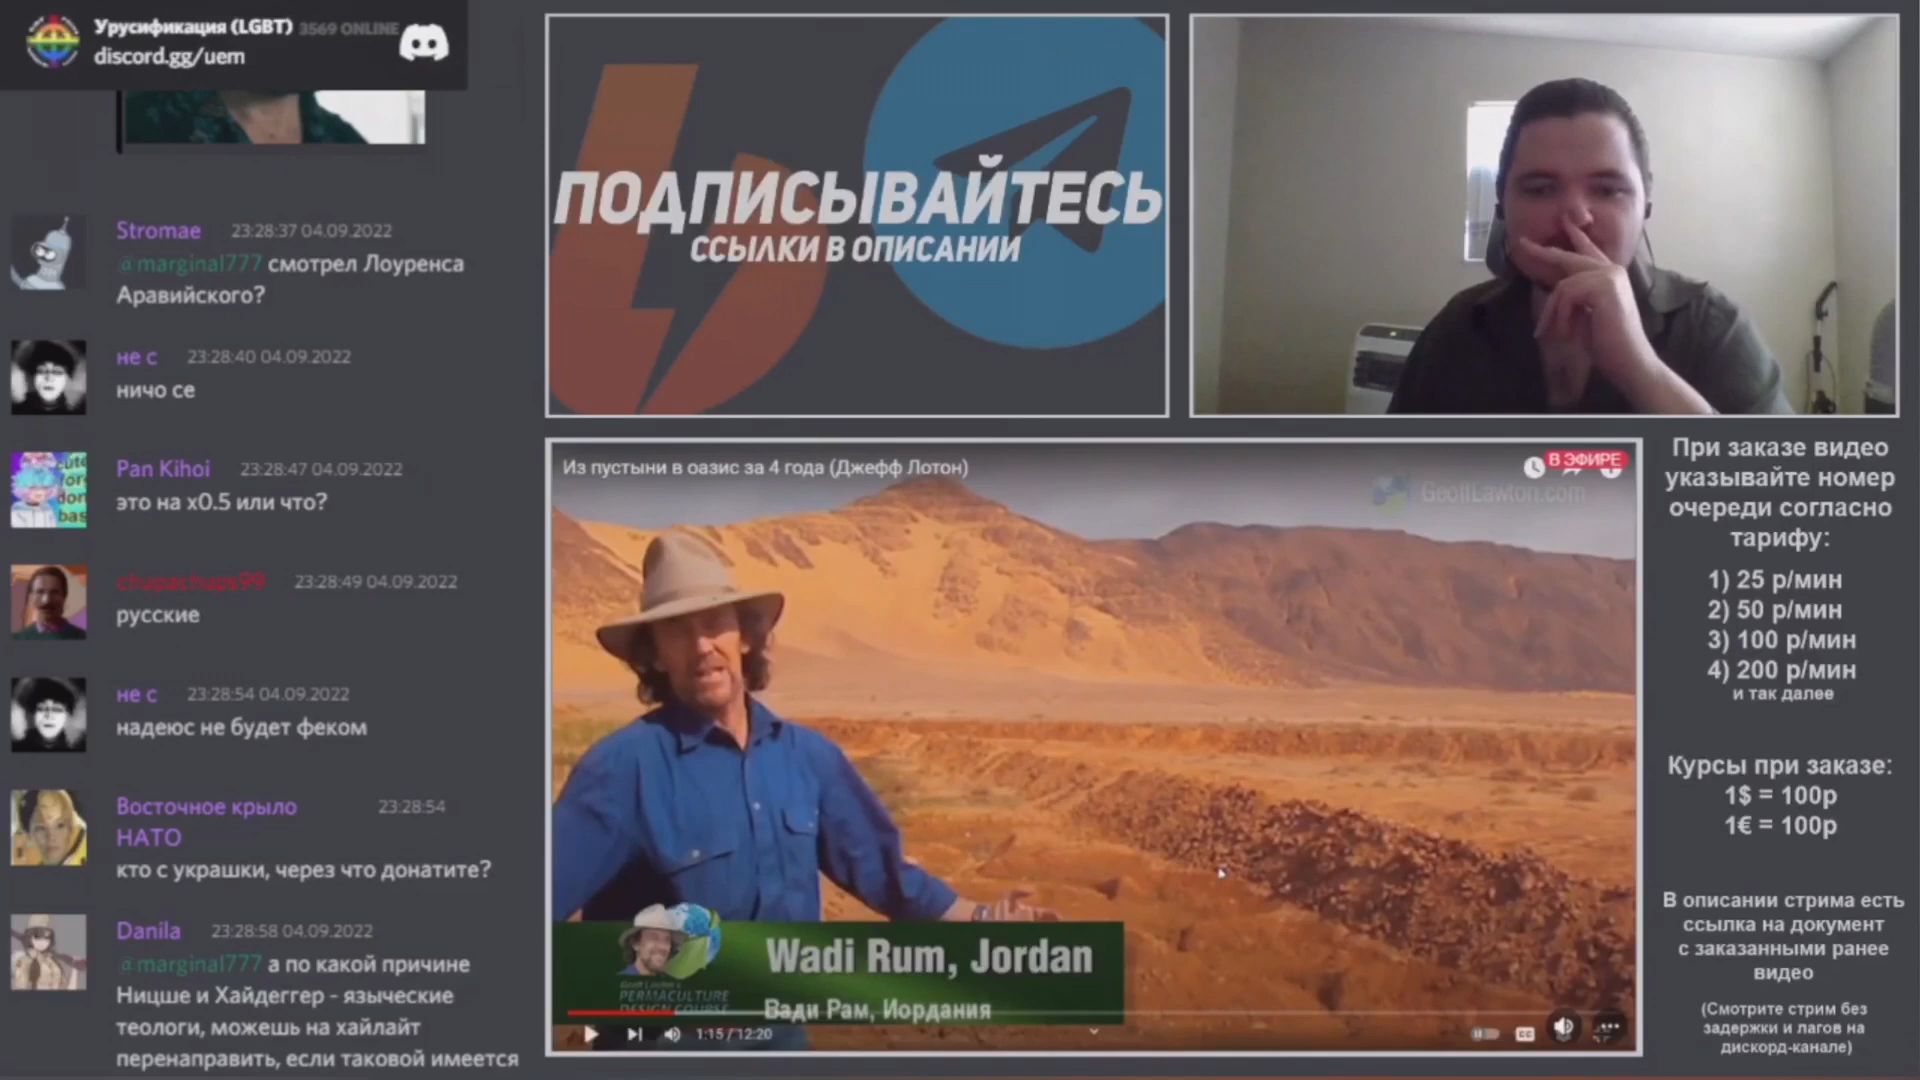 Урусификация (LGBT) 3569 ONLINE
discord.gg/uem
Stromae 23:28:37 04.09.2022
@marginal777 смотрел Лоуренса
Аравийского?
не с 23:28:40 04.09.2022
ничо се
Pan Kihoi 23:28:47 04.09.2022
это на x0.5 или что?
chupachups99 23:28:49 04.09.2022
русские
не с 23:28:54 04.09.2022
надеюс не будет феком
Восточное крыло 23:28:54
НАТО
кто с украшки, через что донатите?
Danila 23:28:58 04.09.2022
@marginal777 а по какой причине
Ницше и Хайдеггер - языческие
теологи, можешь на хайлайт
перенаправить, если таковой имеется
ПОДПИСЫВАЙТЕСЬ
ССЫЛКИ В ОПИСАНИИ
Из пустыни в оазис за 4 года (Джефф Лотон)
В ЭФИРЕ
GeoffLawton.com
Wadi Rum, Jordan
Geoff Lawton's
PERMACULTURE
DESIGN COURSE
Вади Рам, Иордания
1:15 / 12:20
CC
При заказе видео
указывайте номер
очереди согласно
тарифу:
1) 25 р/мин
2) 50 р/мин
3) 100 р/мин
4) 200 р/мин
и так далее
Курсы при заказе:
1$ = 100р
1€ = 100р
В описании стрима есть
ссылка на документ
с заказанными ранее
видео
(Смотрите стрим без
задержки и лагов на
дискорд-канале)